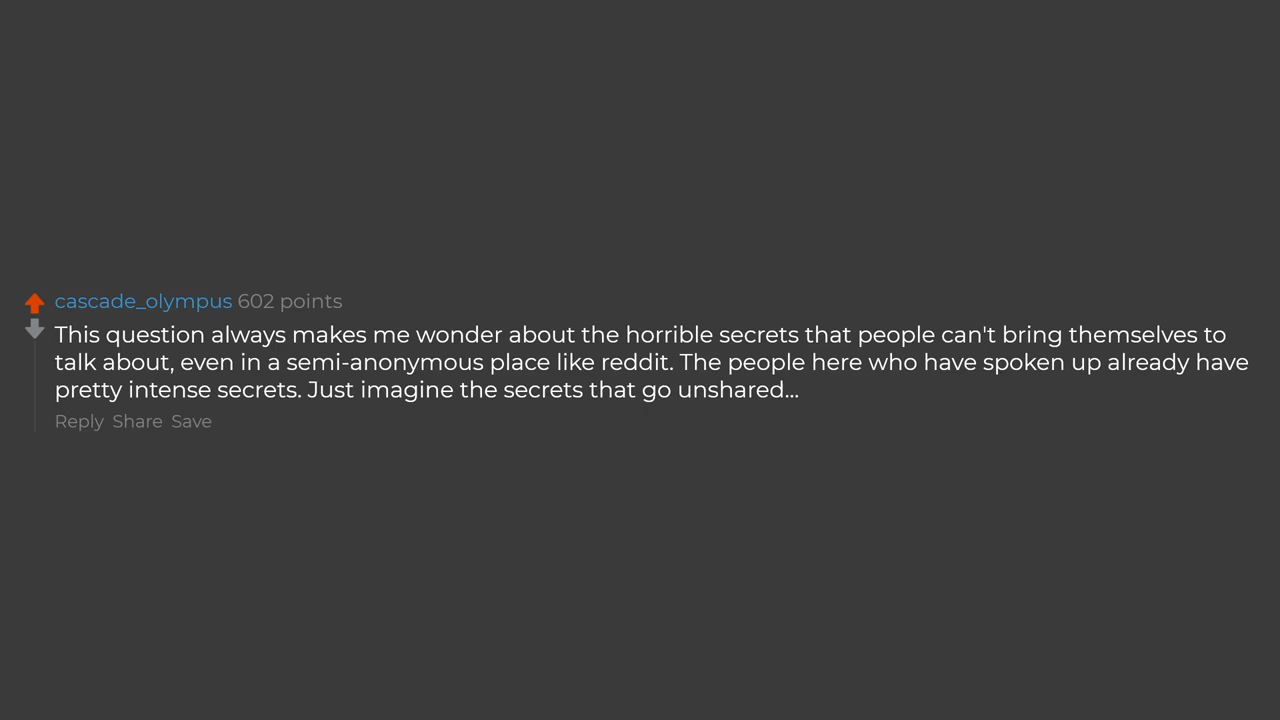 cascade_olympus 602 points
This question always makes me wonder about the horrible secrets that people can't bring themselves to
talk about, even in a semi-anonymous place like reddit. The people here who have spoken up already have
pretty intense secrets. Just imagine the secrets that go unshared...
Reply Share Save